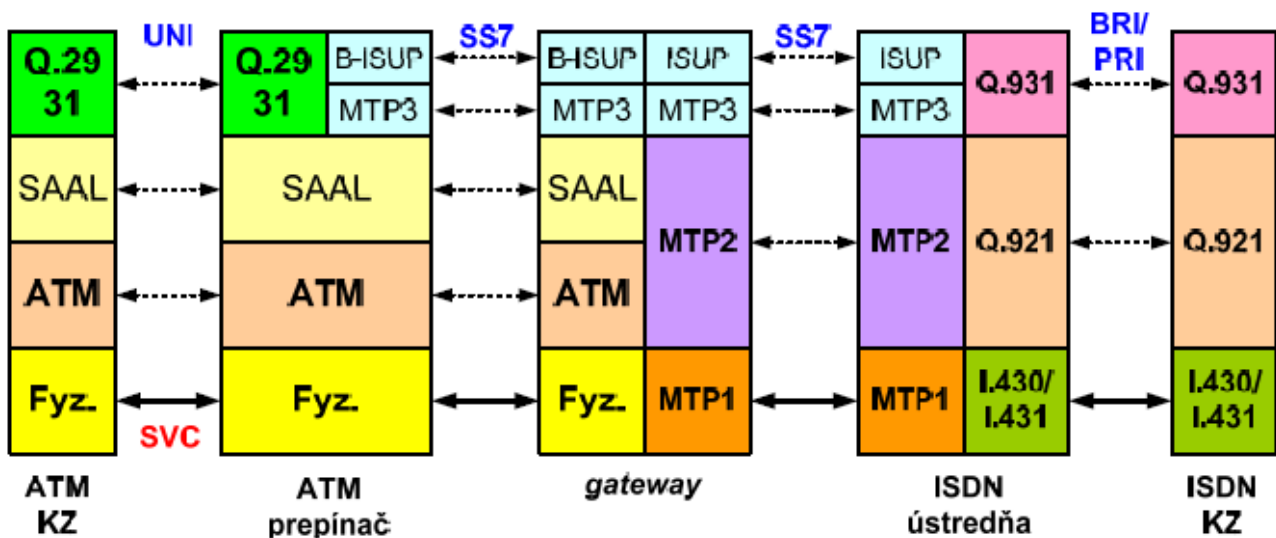 UNI
SS7
SS7
BRI/
PRI
Q.29
31
Q.29
31
B-ISUP
MTP3
B-ISUP
ISUP
MTP3
MTP3
ISUP
MTP3
Q.931
Q.931
SAAL
SAAL
SAAL
MTP2
MTP2
Q.921
Q.921
ATM
ATM
ATM
Fyz.
SVC
Fyz.
Fyz.
MTP1
MTP1
I.430/
I.431
I.430/
I.431
ATM
KZ
ATM
prepínač
gateway
ISDN
ústredňa
ISDN
KZ